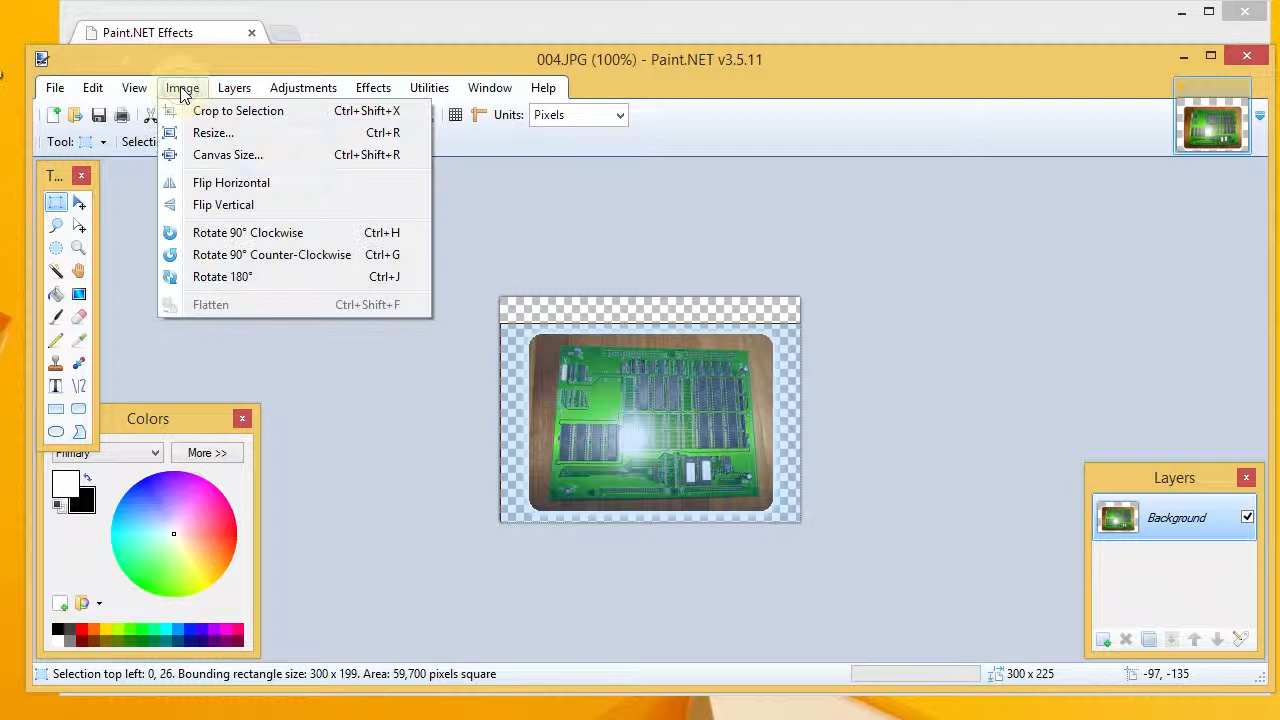 Paint.NET Effects
004.JPG (100%) - Paint.NET v3.5.11
File Edit View Image Layers Adjustments Effects Utilities Window Help
Units: Pixels
Tool:
Crop to Selection Ctrl+Shift+X
Resize... Ctrl+R
Canvas Size... Ctrl+Shift+R
Flip Horizontal
Flip Vertical
Rotate 90° Clockwise Ctrl+H
Rotate 90° Counter-Clockwise Ctrl+G
Rotate 180° Ctrl+J
Flatten Ctrl+Shift+F
T...
Colors
Primary More >>
Layers
Background
Selection top left: 0, 26. Bounding rectangle size: 300 x 199. Area: 59,700 pixels square
300 x 225
-97, -135